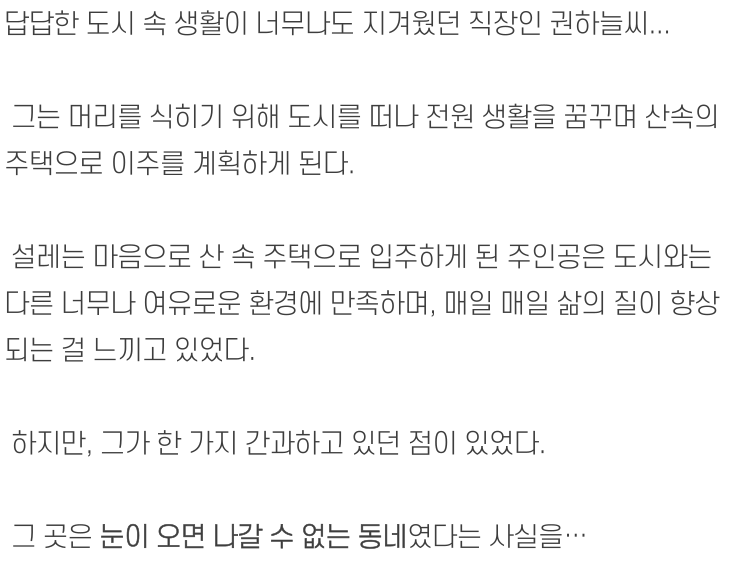 답답한 도시 속 생활이 너무나도 지겨웠던 직장인 권하늘씨...
그는 머리를 식히기 위해 도시를 떠나 전원 생활을 꿈꾸며 산속의
주택으로 이주를 계획하게 된다.
설레는 마음으로 산 속 주택으로 입주하게 된 주인공은 도시와는
다른 너무나 여유로운 환경에 만족하며, 매일 매일 삶의 질이 향상
되는 걸 느끼고 있었다.
하지만, 그가 한 가지 간과하고 있던 점이 있었다.
그 곳은 눈이 오면 나갈 수 없는 동네였다는 사실을…